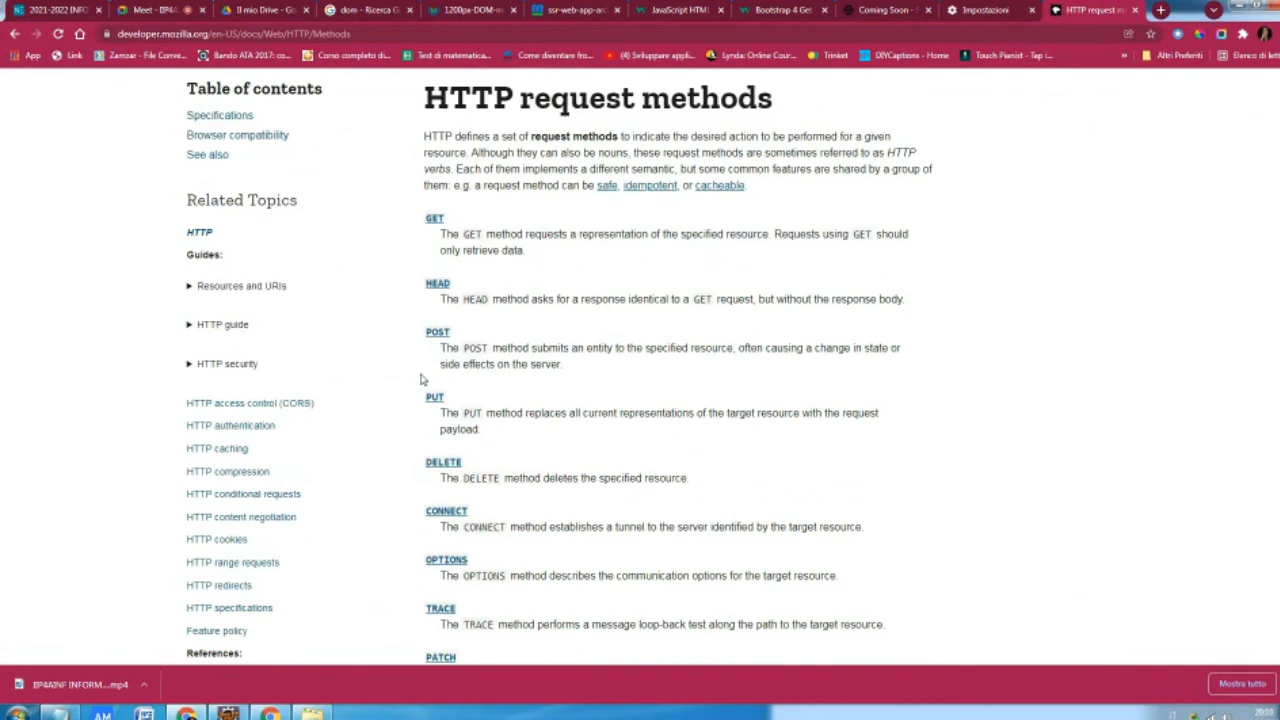 2021-2022 INFO
Meet - IIP4A
Il mio Drive - Go
dom - Ricerca G
1200px-DOM-m
ssr-web-app-arc
JavaScript HTML
Bootstrap 4 Get
Coming Soon -
Impostazioni
HTTP request m
developer.mozilla.org/en-US/docs/Web/HTTP/Methods
App
Link
Zamzar - File Conve...
Bando ATA 2017: co...
Corso completo di...
Test di matematica...
Come diventare fro...
(4) Sviluppare appli...
Lynda: Online Cour...
Trinket
DIYCaptions - Home
Touch Pianist - Tap i...
»
Altri Preferiti
Elenco di lett
Table of contents
Specifications
Browser compatibility
See also
Related Topics
HTTP
Guides:
Resources and URIs
HTTP guide
HTTP security
HTTP access control (CORS)
HTTP authentication
HTTP caching
HTTP compression
HTTP conditional requests
HTTP content negotiation
HTTP cookies
HTTP range requests
HTTP redirects
HTTP specifications
Feature policy
References:
HTTP request methods
HTTP defines a set of request methods to indicate the desired action to be performed for a given
resource. Although they can also be nouns, these request methods are sometimes referred to as HTTP
verbs. Each of them implements a different semantic, but some common features are shared by a group of
them: e.g. a request method can be safe, idempotent, or cacheable.
GET
The GET method requests a representation of the specified resource. Requests using GET should
only retrieve data.
HEAD
The HEAD method asks for a response identical to a GET request, but without the response body.
POST
The POST method submits an entity to the specified resource, often causing a change in state or
side effects on the server.
PUT
The PUT method replaces all current representations of the target resource with the request
payload.
DELETE
The DELETE method deletes the specified resource.
CONNECT
The CONNECT method establishes a tunnel to the server identified by the target resource.
OPTIONS
The OPTIONS method describes the communication options for the target resource.
TRACE
The TRACE method performs a message loop-back test along the path to the target resource.
PATCH
Mostra tutto
IT
20:10